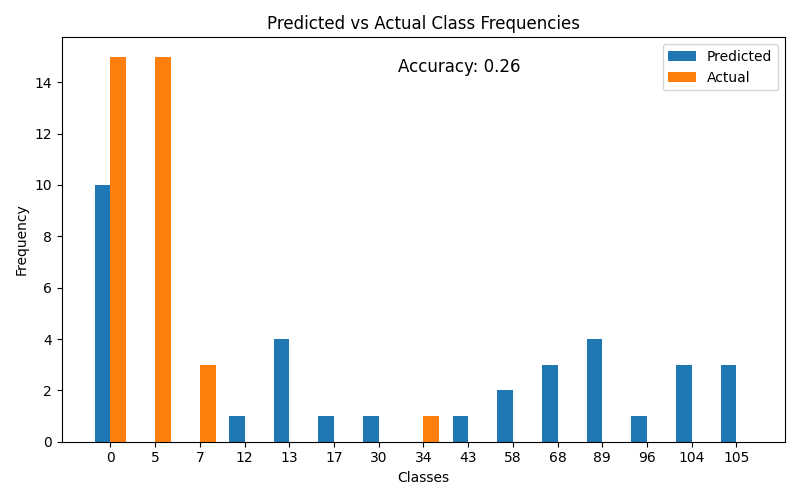 Predicted vs Actual Class Frequencies
Accuracy: 0.26
Predicted
Actual
14
12
10
8
6
4
2
0
Frequency
0 5 7 12 13 17 30 34 43 58 68 89 96 104 105
Classes